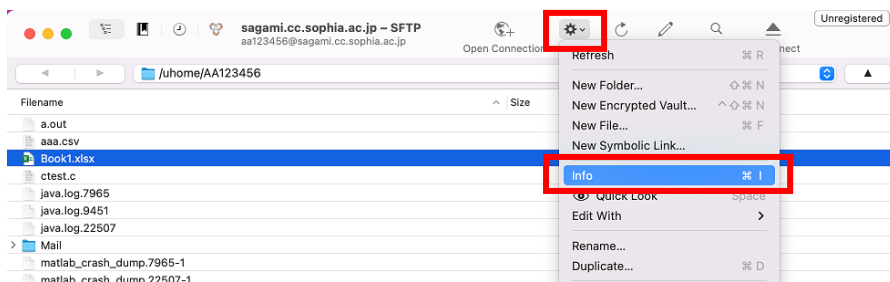 Unregistered
sagami.cc.sophia.ac.jp – SFTP
aa123456@sagami.cc.sophia.ac.jp
Open Connection
nect
/uhome/AA123456
Filename
Size
a.out
aaa.csv
Book1.xlsx
ctest.c
java.log.7965
java.log.9451
java.log.22507
Mail
matlab_crash_dump.7965-1
matlab_crash_dump.22507-1
Refresh ⌘ R
New Folder... ⇧ ⌘ N
New Encrypted Vault... ^ ⇧ ⌘ N
New File... ⌘ F
New Symbolic Link...
Info ⌘ I
Quick Look Space
Edit With
Rename...
Duplicate... ⌘ D